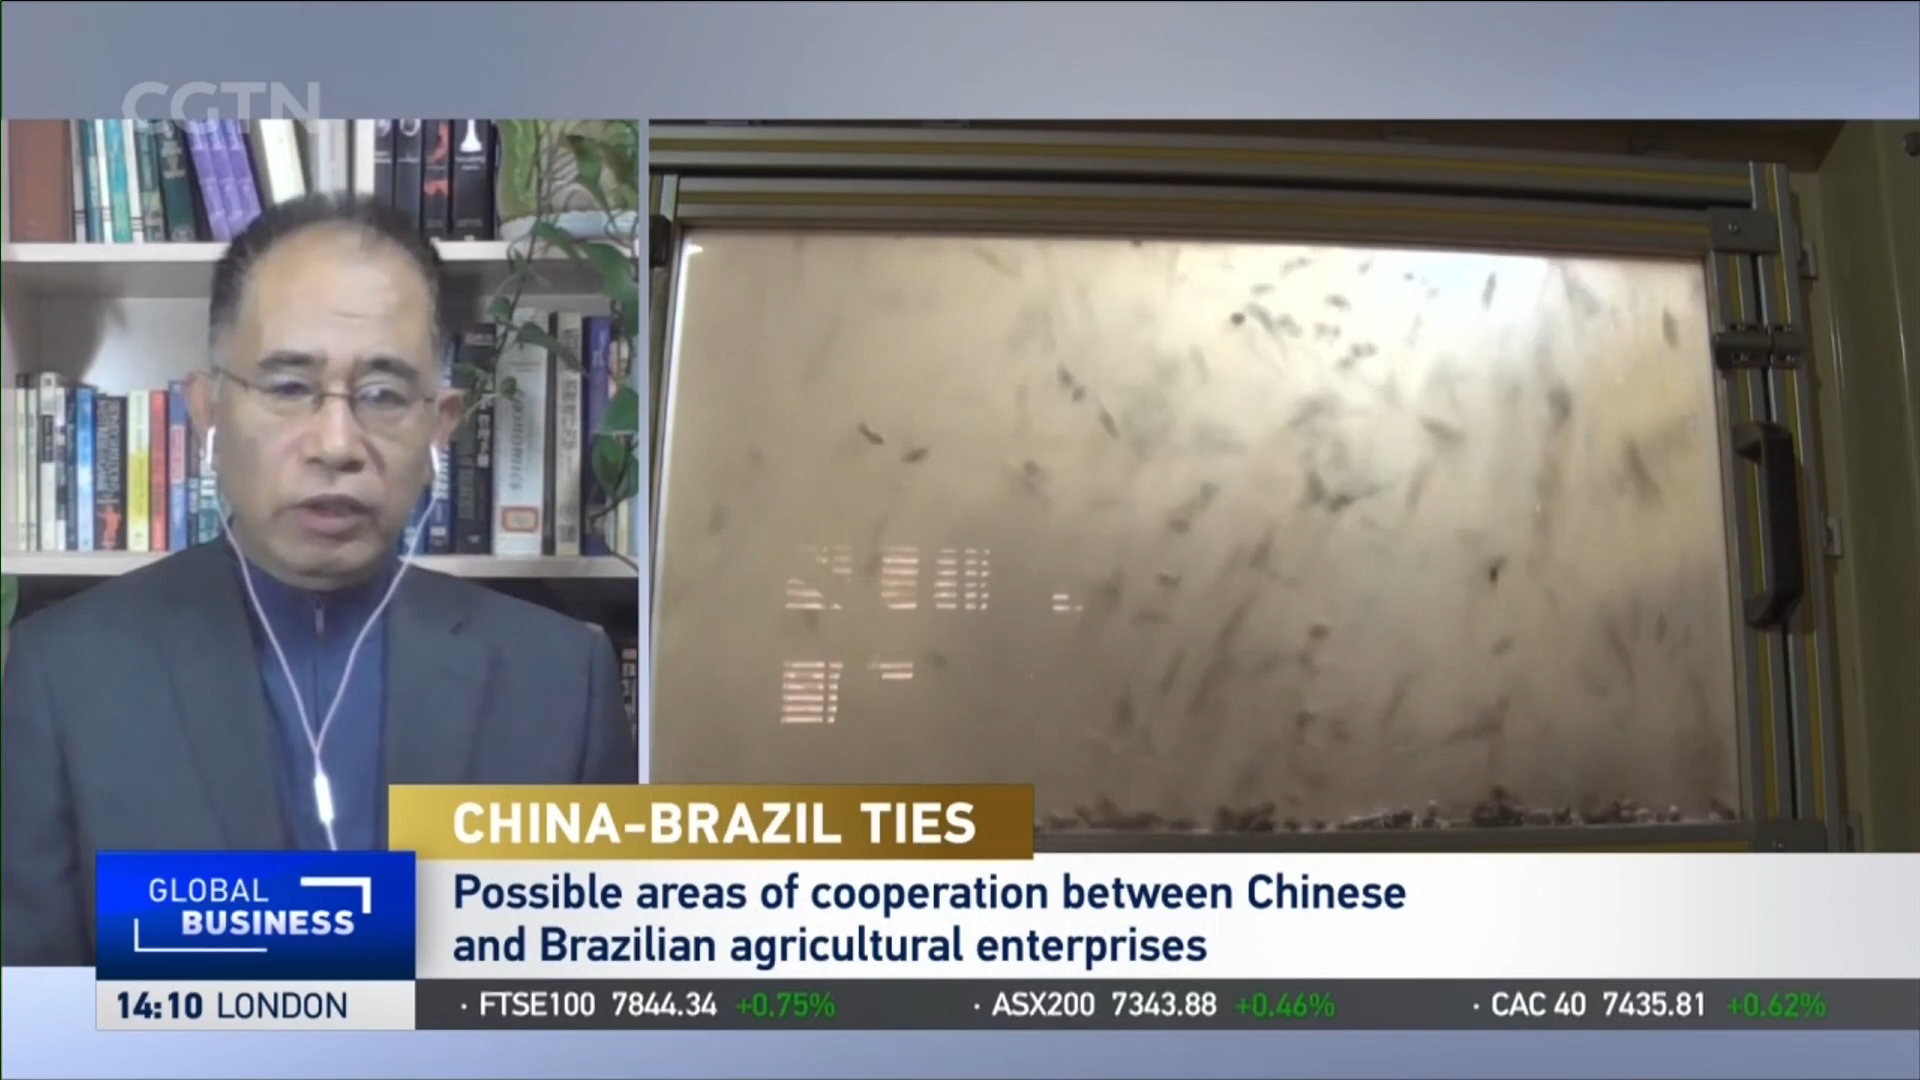 CGTN
ECONOMICS
CHINA-BRAZIL TIES
GLOBAL
BUSINESS
Possible areas of cooperation between Chinese
and Brazilian agricultural enterprises
14:10 LONDON
· FTSE100 7844.34 +0.75% · ASX200 7343.88 +0.46% · CAC 40 7435.81 +0.62%